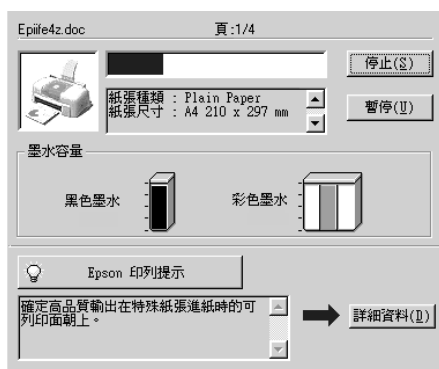 Epiife4z.doc 頁:1/4
停止(S)
紙張種類 : Plain Paper
紙張尺寸 : A4 210 x 297 mm
暫停(U)
墨水容量
黑色墨水 彩色墨水
Epson 印列提示
確定高品質輸出在特殊紙張進紙時的可
列印面朝上。
詳細資料(D)